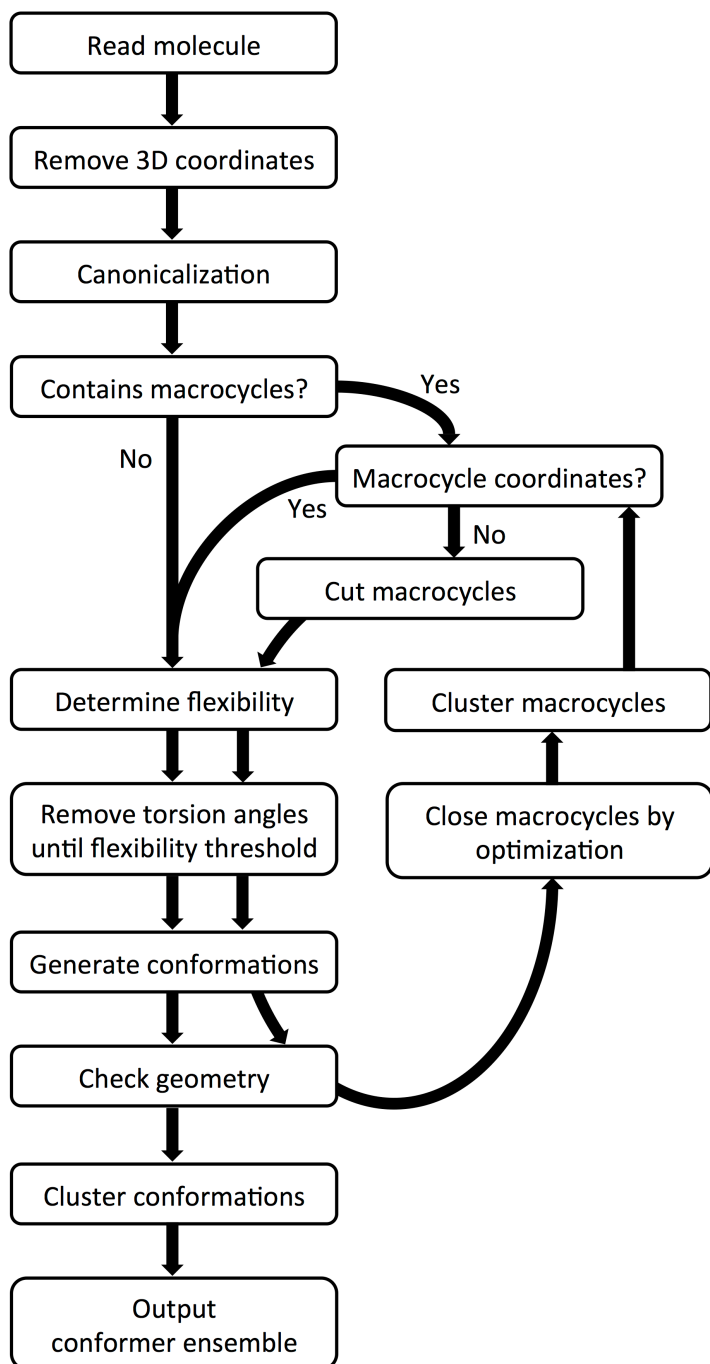 Read molecule
Remove 3D coordinates
Canonicalization
Contains macrocycles?
Yes
No
Macrocycle coordinates?
Yes
No
Cut macrocycles
Determine flexibility
Cluster macrocycles
Remove torsion angles
until flexibility threshold
Close macrocycles by
optimization
Generate conformations
Check geometry
Cluster conformations
Output
conformer ensemble